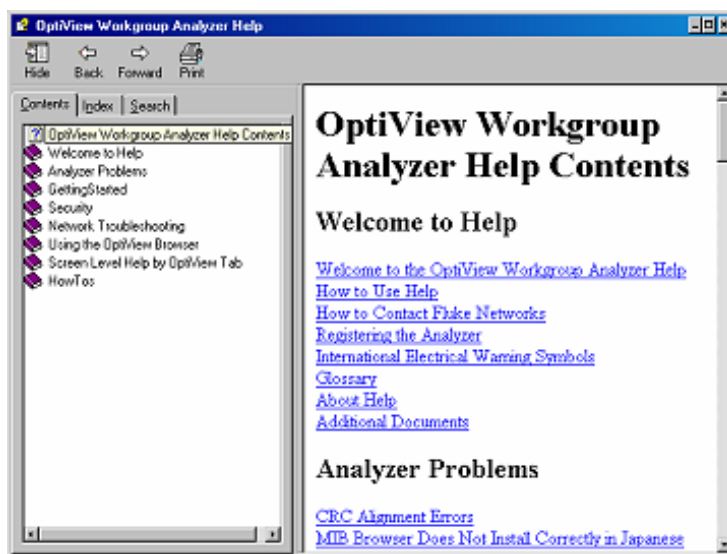 OptiView Workgroup Analyzer Help
Hide Back Forward Print
Contents Index Search
OptiView Workgroup Analyzer Help Contents
Welcome to Help
Analyzer Problems
GettingStarted
Security
Network Troubleshooting
Using the OptiView Browser
Screen Level Help by OptiView Tab
HowTos
OptiView Workgroup
Analyzer Help Contents
Welcome to Help
Welcome to the OptiView Workgroup Analyzer Help
How to Use Help
How to Contact Fluke Networks
Registering the Analyzer
International Electrical Warning Symbols
Glossary
About Help
Additional Documents
Analyzer Problems
CRC Alignment Errors
MIB Browser Does Not Install Correctly in Japanese